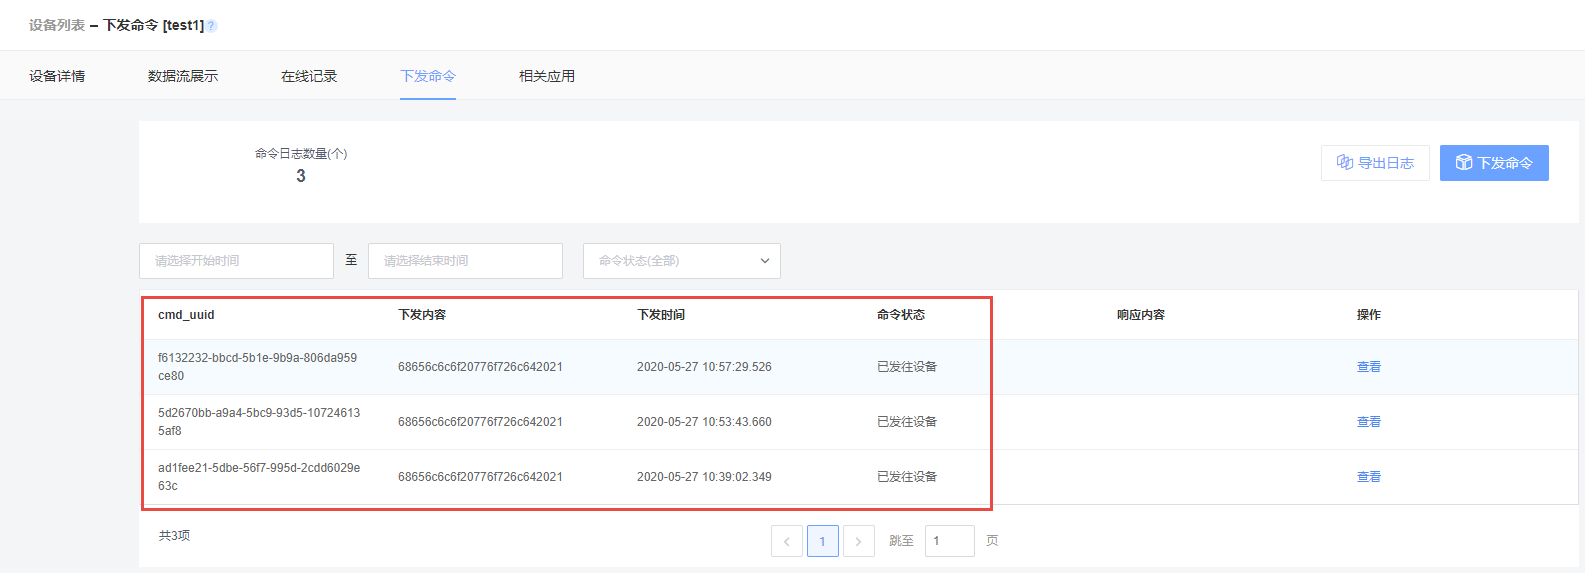 设备列表 – 下发命令 [test1] ?
设备详情 数据流展示 在线记录 下发命令 相关应用
命令日志数量(个)
3
导出日志 下发命令
请选择开始时间 至 请选择结束时间 命令状态(全部)
cmd_uuid 下发内容 下发时间 命令状态 响应内容 操作
f6132232-bbcd-5b1e-9b9a-806da959
ce80
68656c6c6f20776f726c642021 2020-05-27 10:57:29.526 已发往设备 查看
5d2670bb-a9a4-5bc9-93d5-10724613
5af8
68656c6c6f20776f726c642021 2020-05-27 10:53:43.660 已发往设备 查看
ad1fee21-5dbe-56f7-995d-2cdd6029e
63c
68656c6c6f20776f726c642021 2020-05-27 10:39:02.349 已发往设备 查看
共3项 < 1 > 跳至 1 页